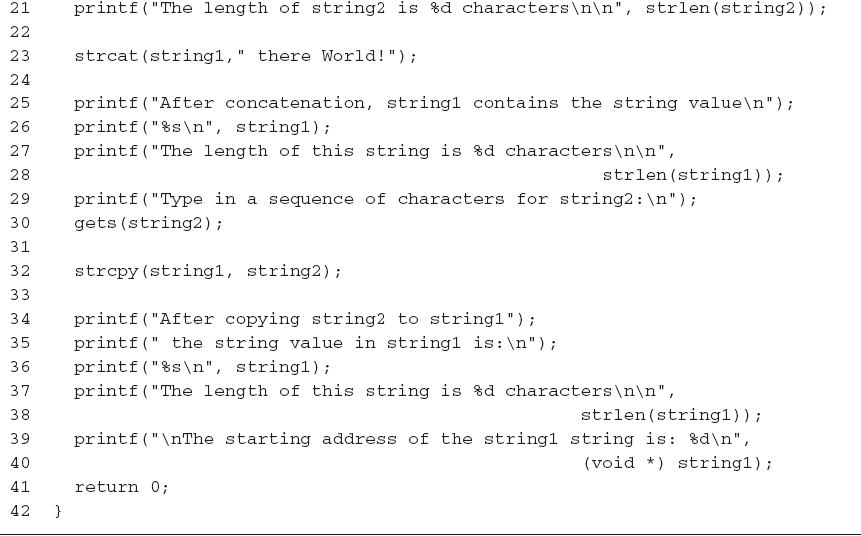 21 printf("The length of string2 is %d characters\n\n", strlen(string2));
22
23 strcat(string1," there World!");
24
25 printf("After concatenation, string1 contains the string value\n");
26 printf("%s\n", string1);
27 printf("The length of this string is %d characters\n\n",
28 strlen(string1));
29 printf("Type in a sequence of characters for string2:\n");
30 gets(string2);
31
32 strcpy(string1, string2);
33
34 printf("After copying string2 to string1");
35 printf(" the string value in string1 is:\n");
36 printf("%s\n", string1);
37 printf("The length of this string is %d characters\n\n",
38 strlen(string1));
39 printf("\nThe starting address of the string1 string is: %d\n",
40 (void *) string1);
41 return 0;
42 }